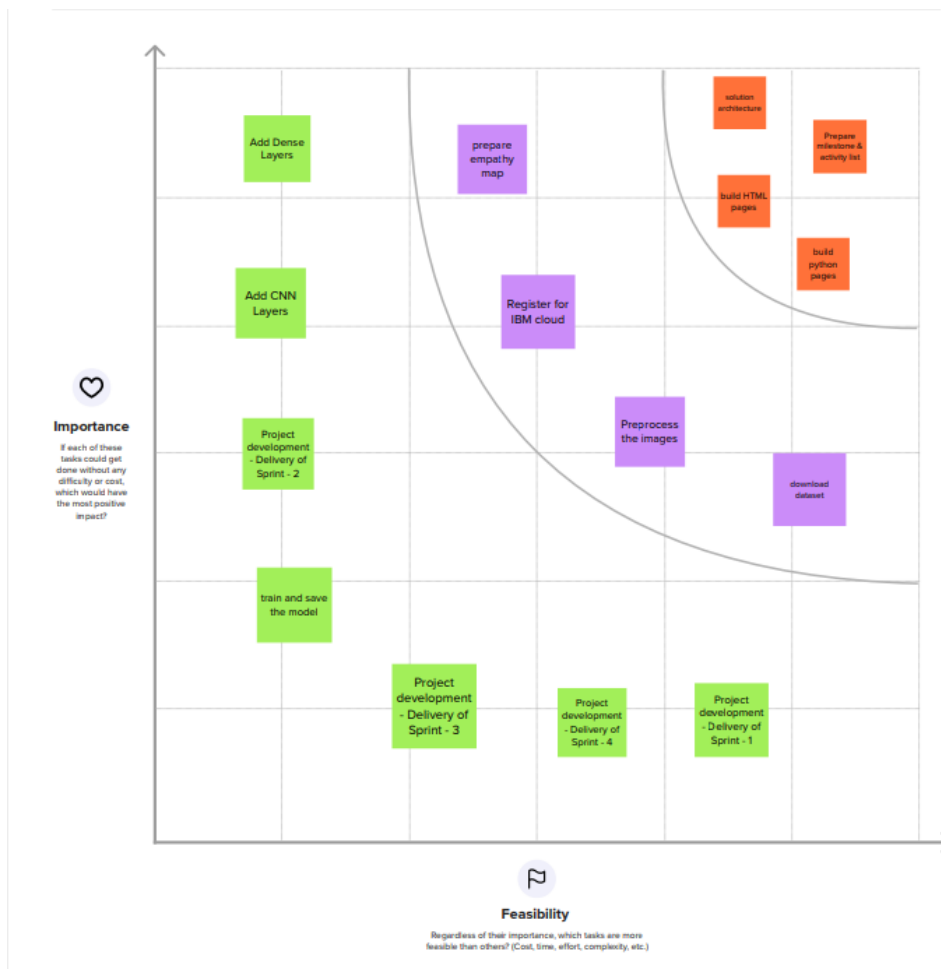 solution
architecture
Prepare
milestone &
activity list
Add Dense
Layers
prepare
empathy
map
build HTML
pages
build
python
pages
Add CNN
Layers
Register for
IBM cloud
Importance
If each of these
tasks could get
done without any
difficulty or cost,
which would have
the most positive
impact?
Project
development
- Delivery of
Sprint - 2
Preprocess
the images
download
dataset
train and save
the model
Project
development
- Delivery of
Sprint - 3
Project
development
- Delivery of
Sprint - 4
Project
development
- Delivery of
Sprint - 1
Feasibility
Regardless of their importance, which tasks are more
feasible than others? (Cost, time, effort, complexity, etc.)